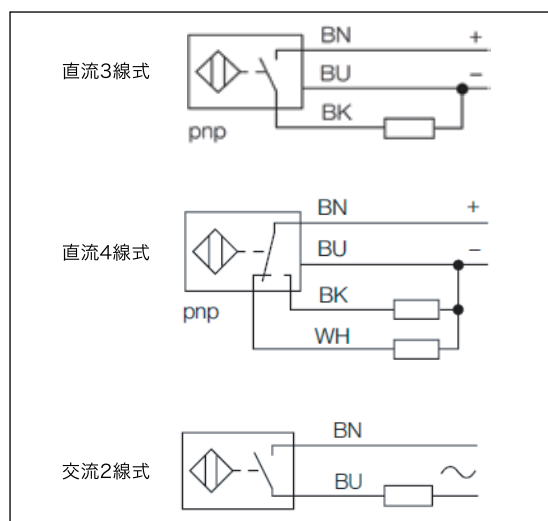 BN +
直流3線式
BU −
BK
pnp
BN +
直流4線式
BU −
BK
pnp
WH
BN
交流2線式
BU